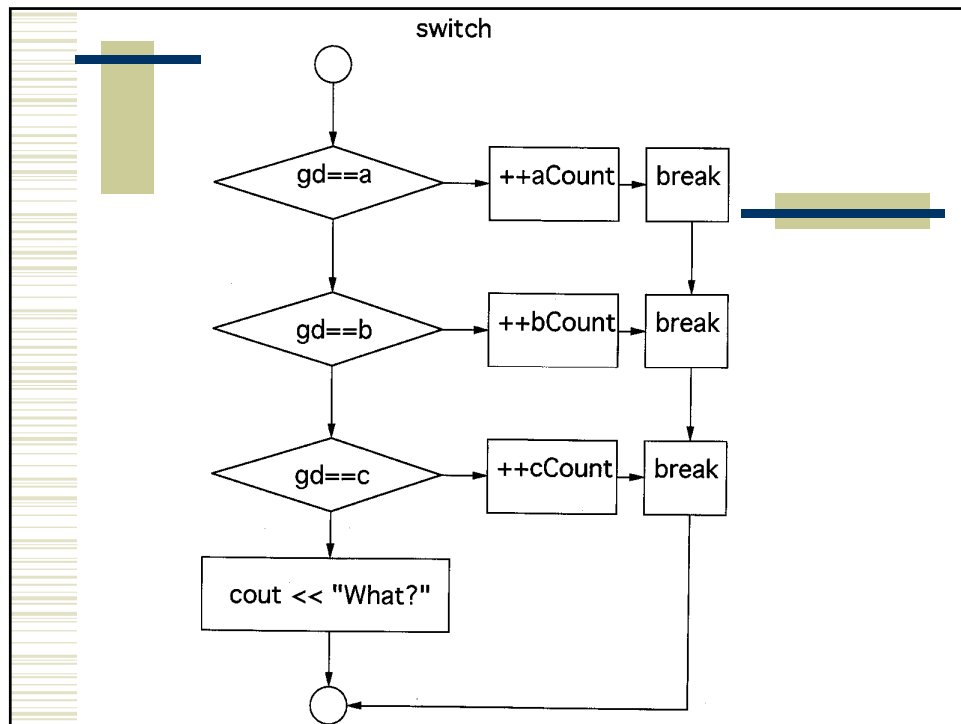 switch
gd==a
++aCount
break
gd==b
++bCount
break
gd==c
++cCount
break
cout << "What?"